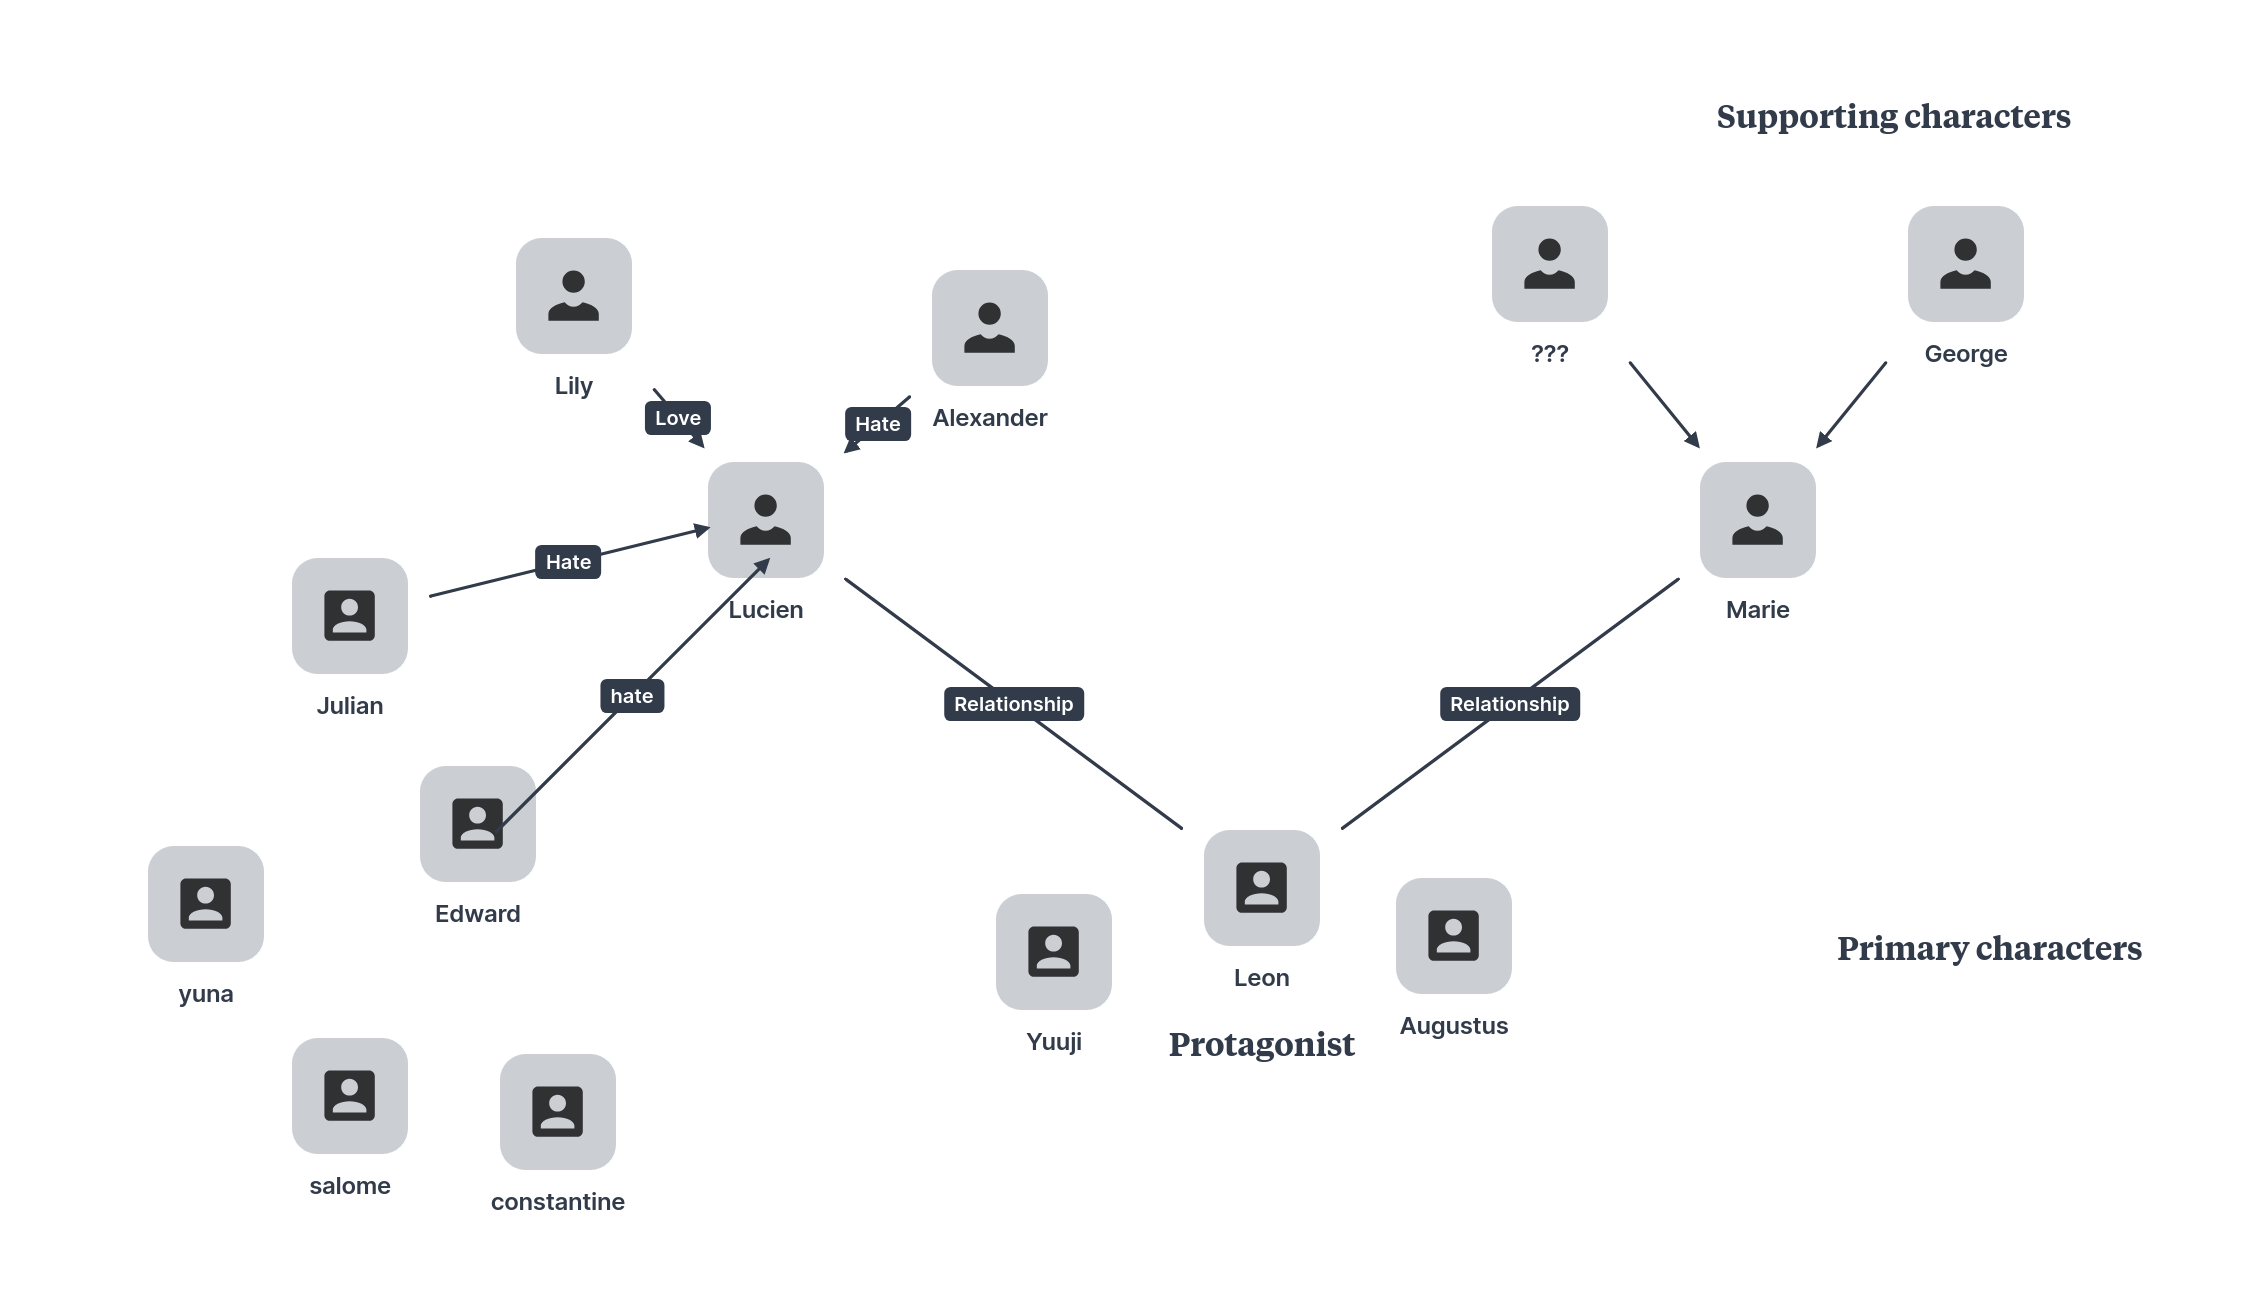 Supporting characters
???
George
Lily
Alexander
Love
Hate
Hate
Lucien
Marie
Julian
hate
Relationship
Relationship
Edward
Primary characters
yuna
Leon
Augustus
Yuuji
Protagonist
salome
constantine